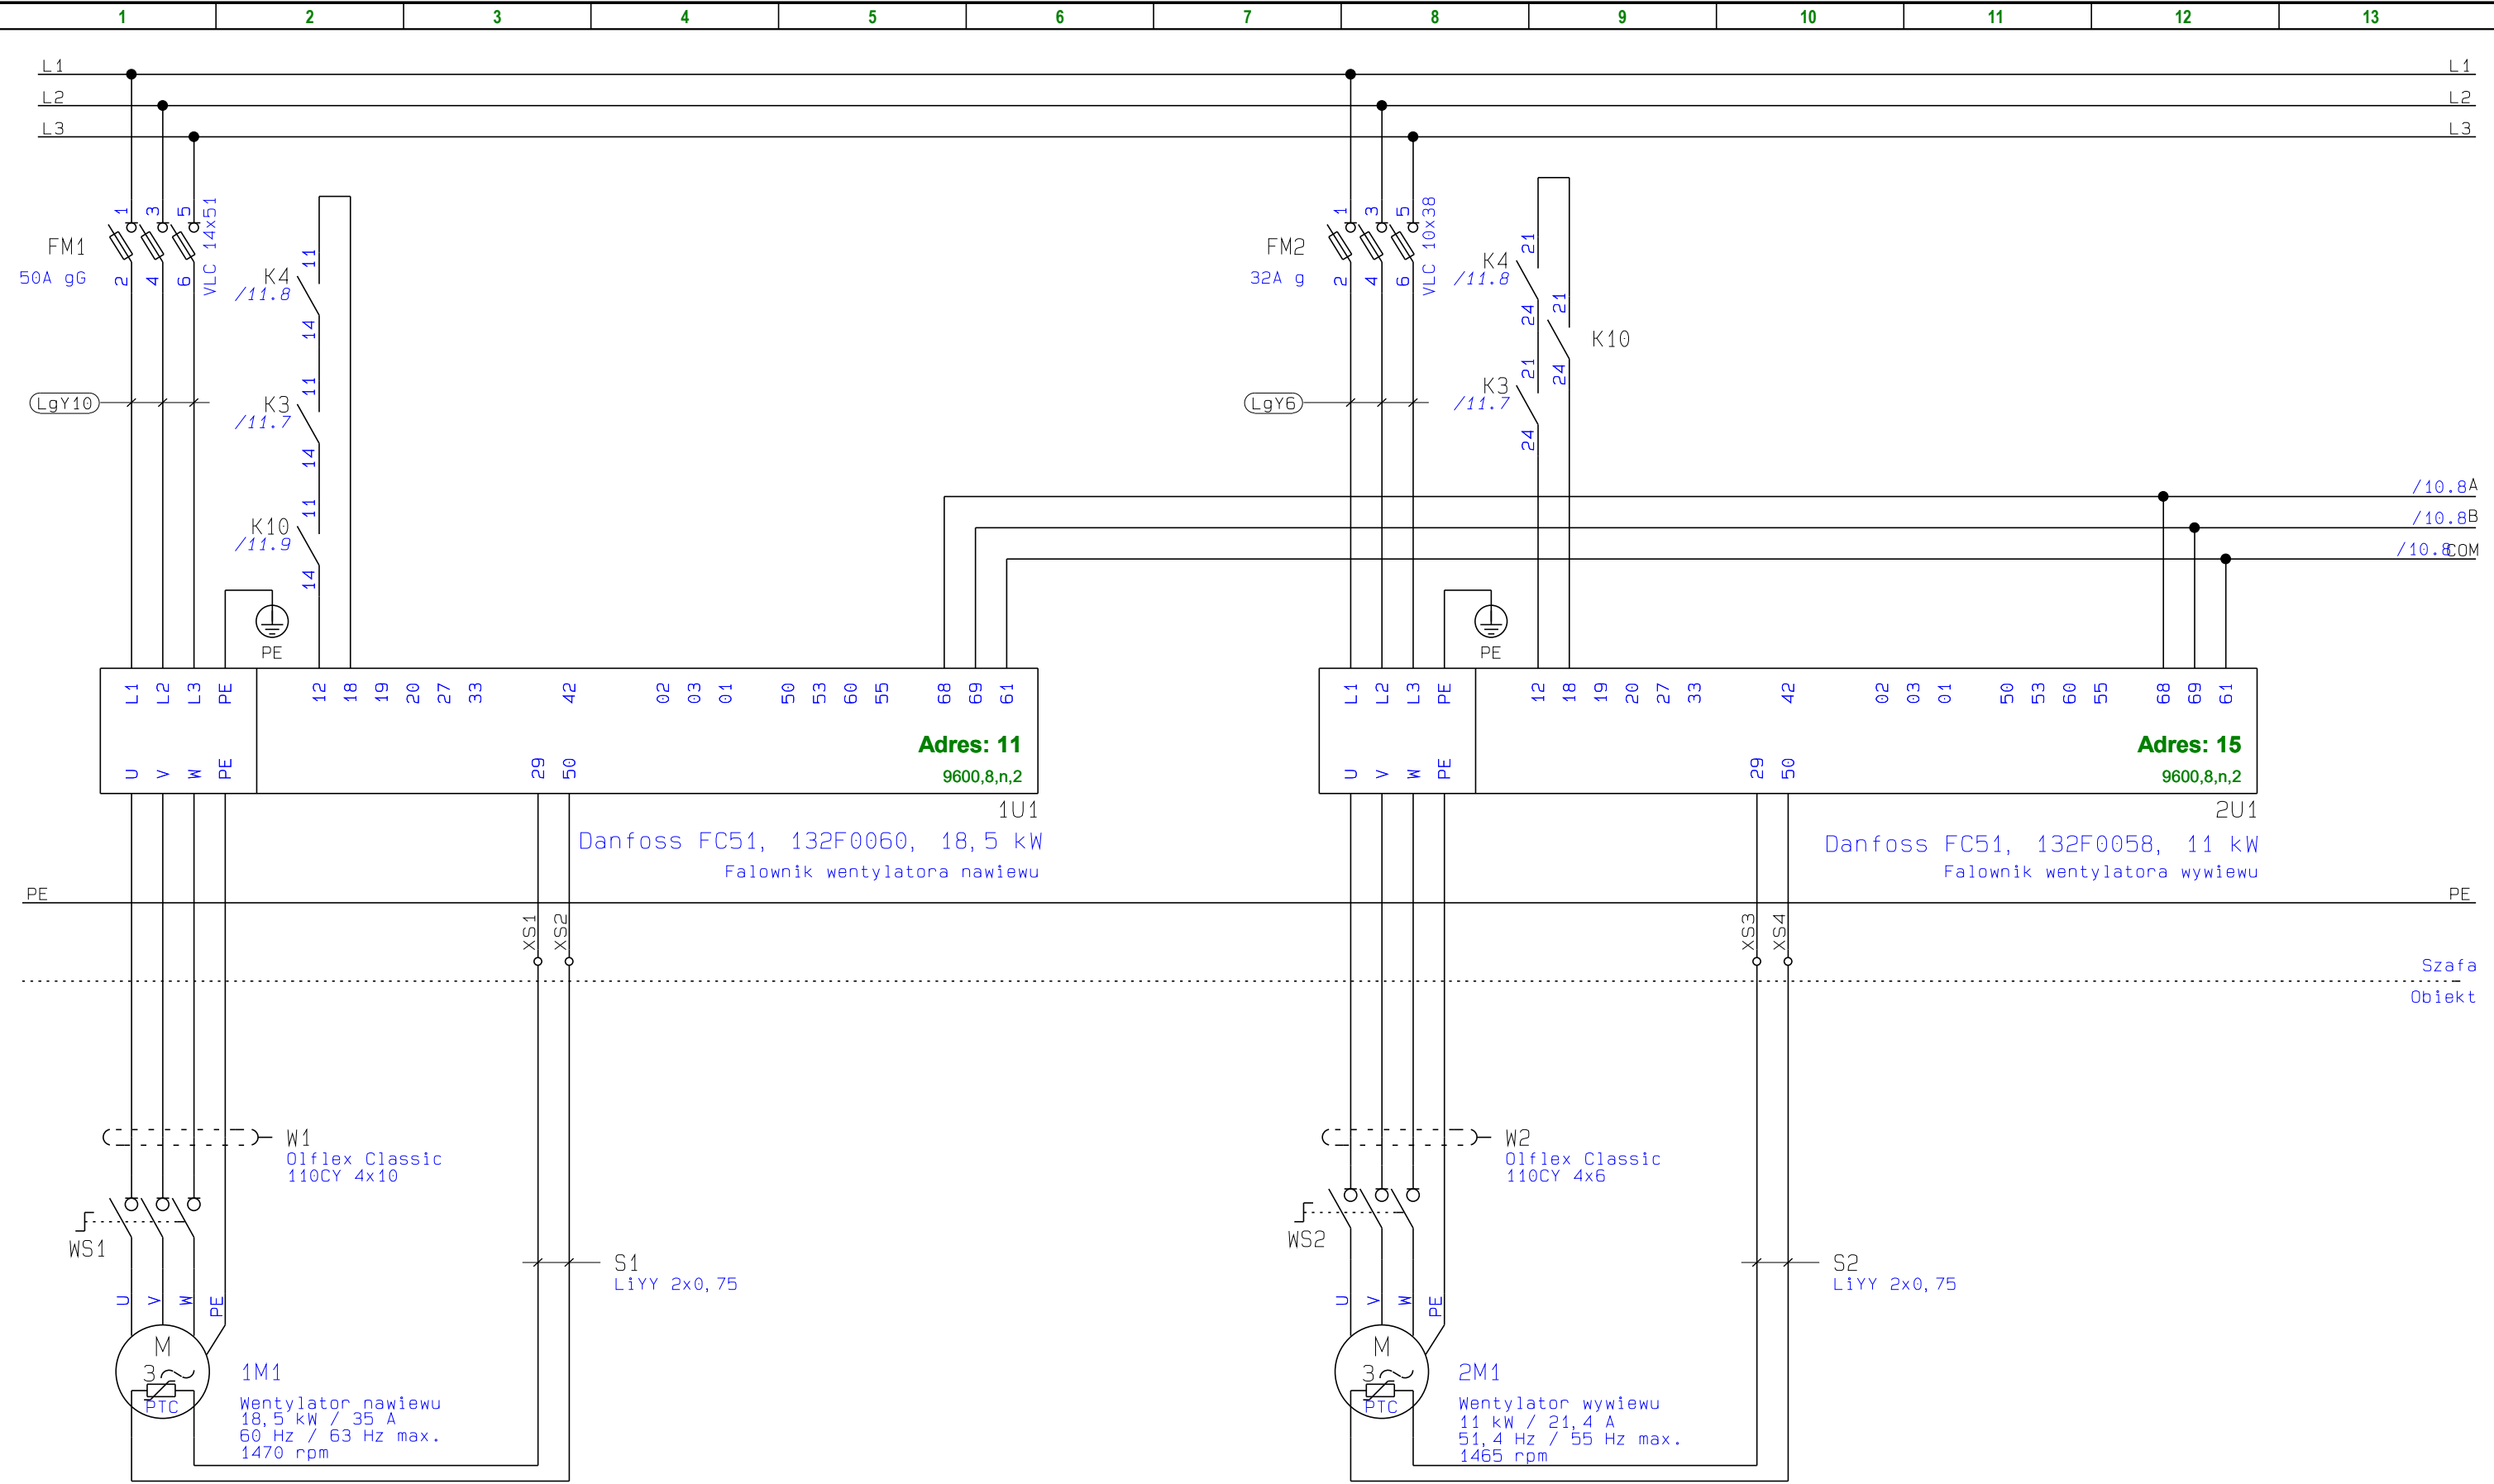 1 2 3 4 5 6 7 8 9 10 11 12 13
L1 L1
L2 L2
L3 L3
1 3 5
FM1
50A gG
2 4 6
VLC 14x51
11
K4
/11.8
14
11
K3
/11.7
14
11
K10
/11.9
14
LgY10
PE
1 3 5
FM2
32A g
2 4 6
VLC 10x38
21
K4
/11.8
24
21
K10
24
21
K3
/11.7
24
LgY6
PE
/10.8 A
/10.8 B
/10.8 COM
L1 L2 L3 PE 12 18 19 20 27 33 42 02 03 01 50 53 60 55 68 69 61
Adres: 11
U V W PE 29 50
9600,8,n,2
1U1
Danfoss FC51, 132F0060, 18,5 kW
Falownik wentylatora nawiewu
L1 L2 L3 PE 12 18 19 20 27 33 42 02 03 01 50 53 60 55 68 69 61
Adres: 15
U V W PE 29 50
9600,8,n,2
2U1
Danfoss FC51, 132F0058, 11 kW
Falownik wentylatora wywiewu
PE PE
XS1 XS2 XS3 XS4
Szafa
Obiekt
W1
Olflex Classic
110CY 4x10
WS1
S1
LiYY 2x0,75
U V W PE
M
3
PTC
1M1
Wentylator nawiewu
18,5 kW / 35 A
60 Hz / 63 Hz max.
1470 rpm
W2
Olflex Classic
110CY 4x6
WS2
S2
LiYY 2x0,75
U V W PE
M
3
PTC
2M1
Wentylator wywiewu
11 kW / 21,4 A
51,4 Hz / 55 Hz max.
1465 rpm